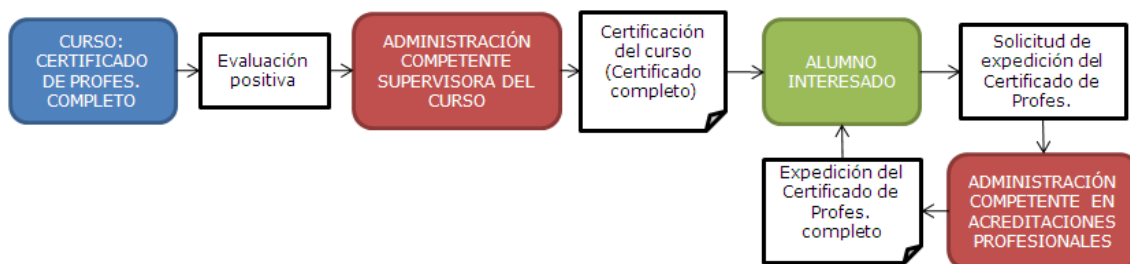 CURSO:
CERTIFICADO
DE PROFES.
COMPLETO
Evaluación
positiva
ADMINISTRACIÓN
COMPETENTE
SUPERVISORA DEL
CURSO
Certificación
del curso
(Certificado
completo)
ALUMNO
INTERESADO
Solicitud de
expedición del
Certificado de
Profes.
ADMINISTRACIÓN
COMPETENTE EN
ACREDITACIONES
PROFESIONALES
Expedición del
Certificado de
Profes.
completo